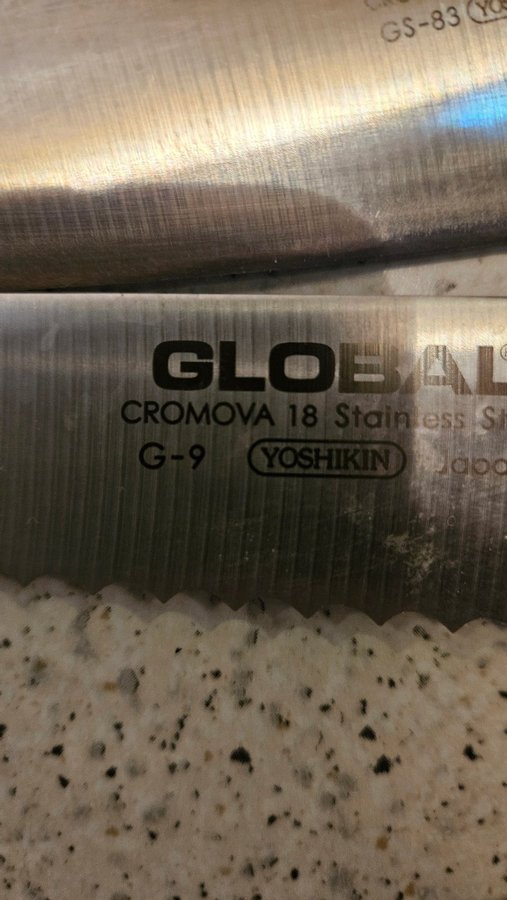 GS-83
GLOBAL
CROMOVA 18 Stainless
G-9 YOSHIKIN